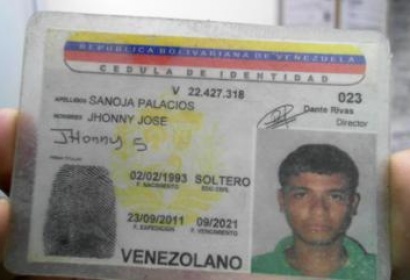 REPUBLICA BOLIVARIANA DE VENEZUELA
CEDULA DE IDENTIDAD
V 22.427.318 023
APELLIDOS SANOJA PALACIOS
Dante Rivas
NOMBRES JHONNY JOSE
Director
JHonny S
02/02/1993 SOLTERO
F. NACIMIENTO EDO CIVIL
23/09/2011 09/2021
F. EXPEDICION F. VENCIMIENTO
VENEZOLANO